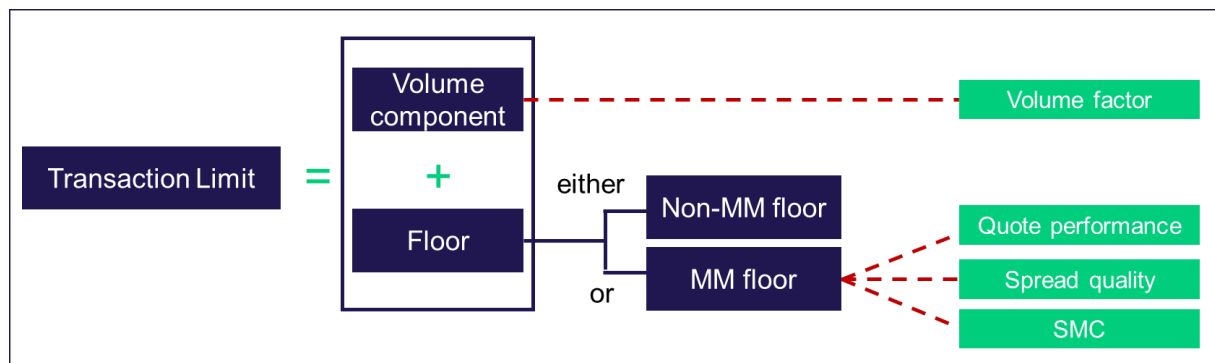 Transaction Limit
=
Volume
component
+
Floor
either
or
Non-MM floor
MM floor
Volume factor
Quote performance
Spread quality
SMC